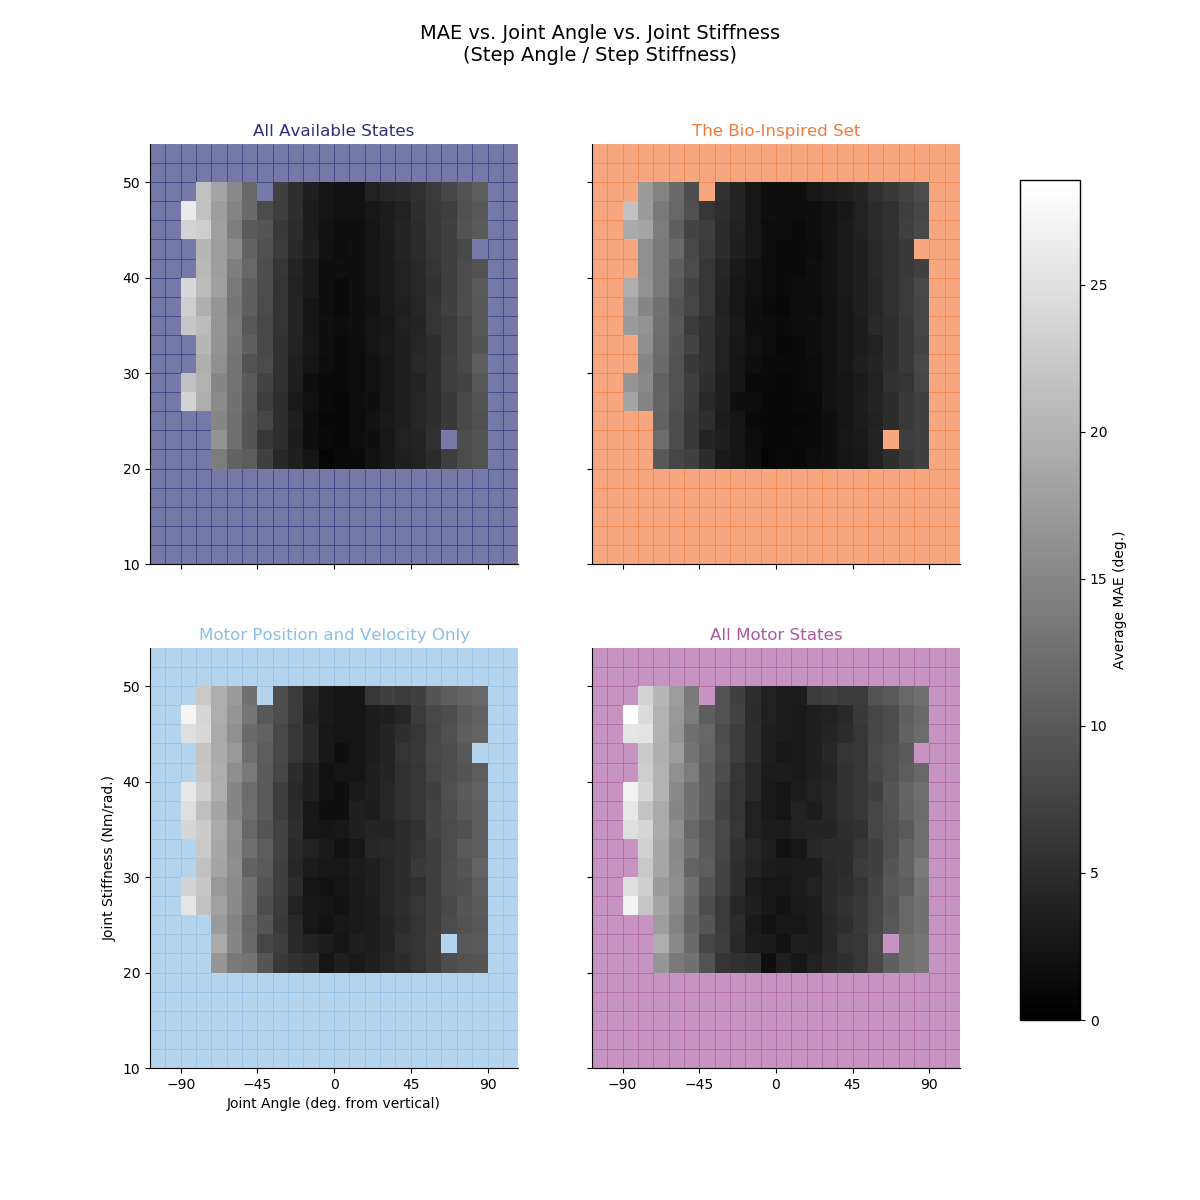 MAE vs. Joint Angle vs. Joint Stiffness
(Step Angle / Step Stiffness)
All Available States
The Bio-Inspired Set
50
40
30
20
10
25
20
15
10
5
0
Average MAE (deg.)
Motor Position and Velocity Only
All Motor States
50
40
30
20
10
Joint Stiffness (Nm/rad.)
−90 −45 0 45 90
Joint Angle (deg. from vertical)
−90 −45 0 45 90